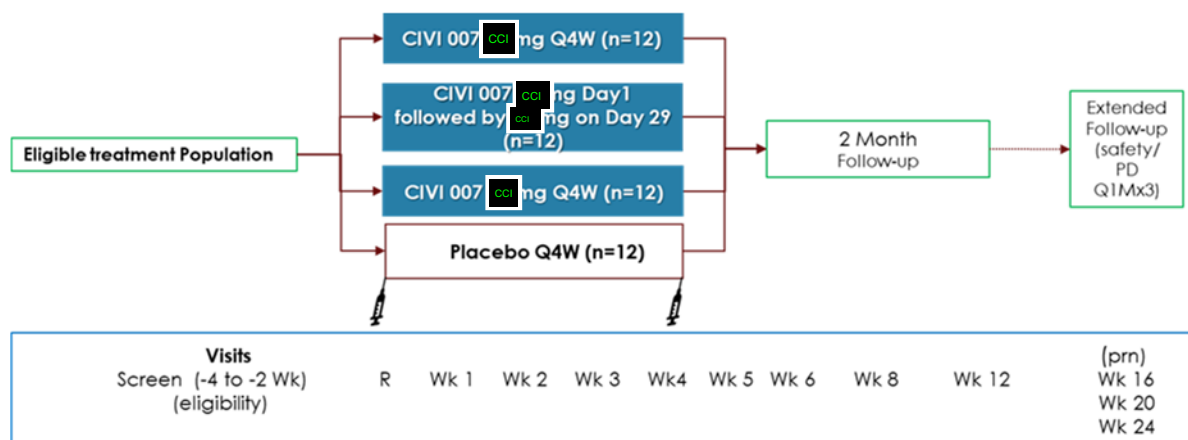 CIVI 007 CCI mg Q4W (n=12)
CIVI 007 CCI mg Day1
followed by CCI mg on Day 29
(n=12)
CIVI 007 CCI mg Q4W (n=12)
Placebo Q4W (n=12)
Eligible treatment Population
2 Month
Follow-up
Extended
Follow-up
(safety/
PD
Q1Mx3)
Visits
Screen (-4 to -2 Wk)
(eligibility)
R Wk 1 Wk 2 Wk 3 Wk4 Wk 5 Wk 6 Wk 8 Wk 12
(prn)
Wk 16
Wk 20
Wk 24